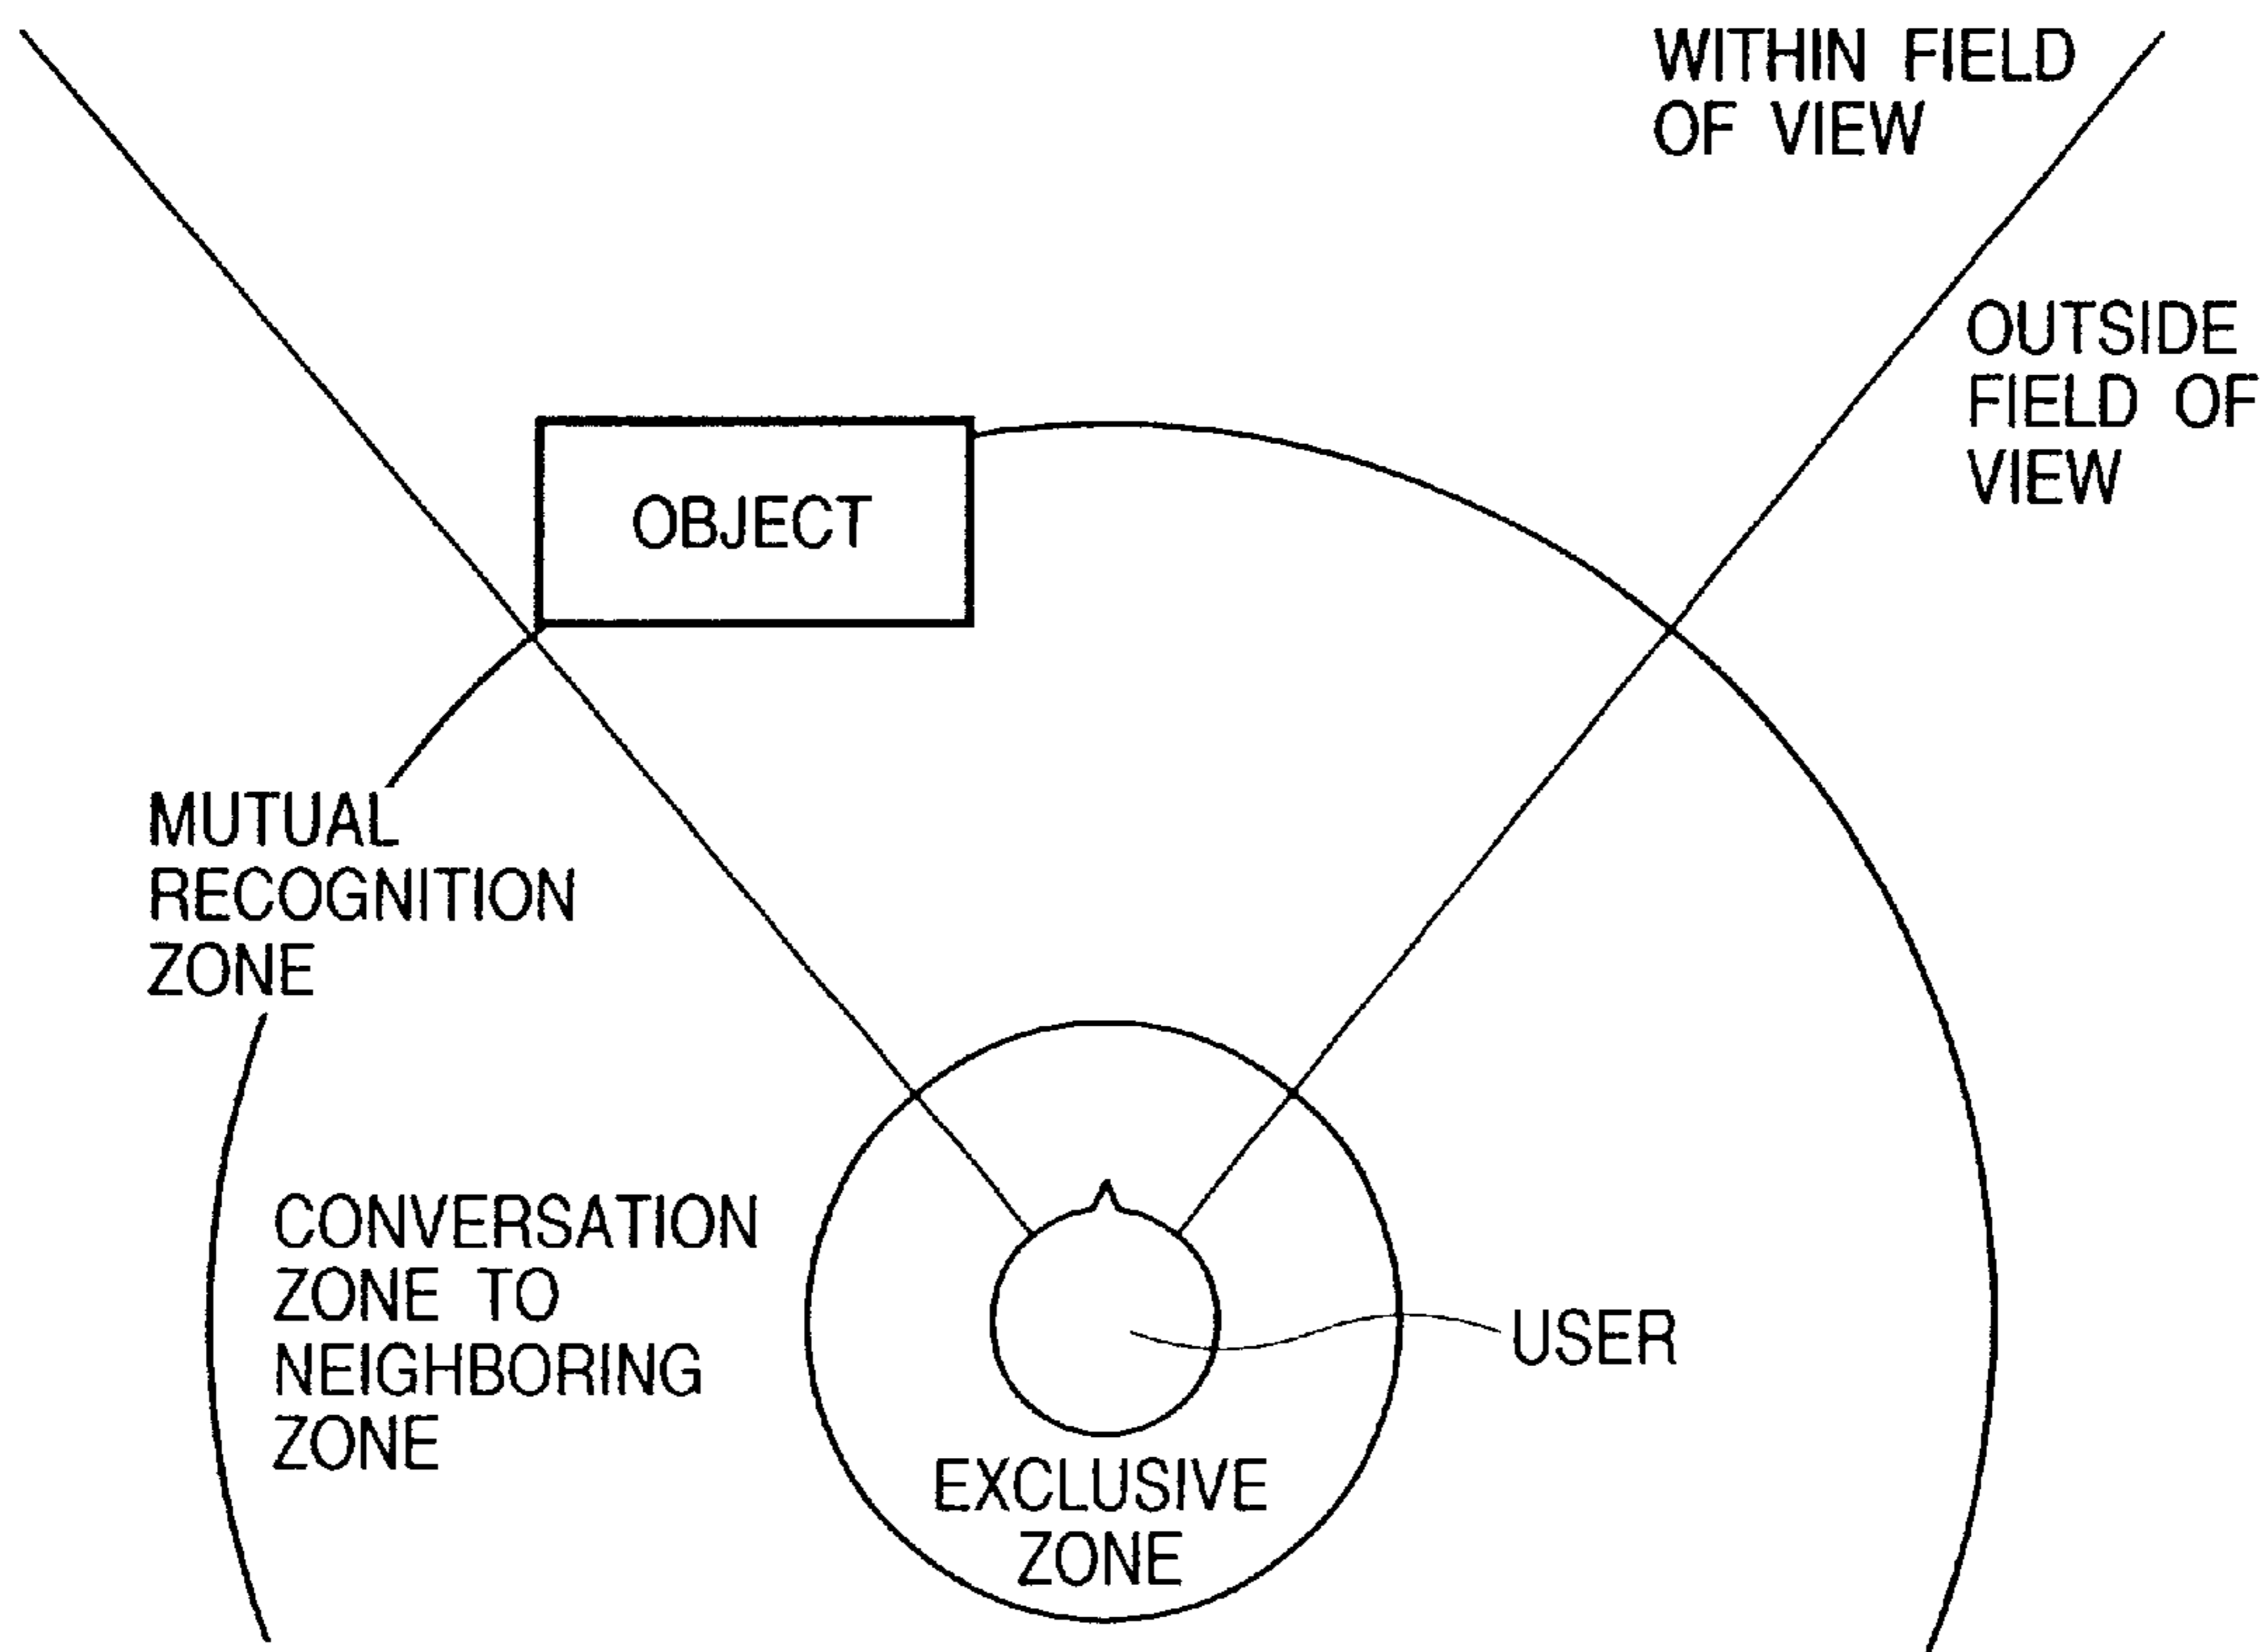 WITHIN FIELD
OF VIEW
OUTSIDE
FIELD OF
VIEW
OBJECT
MUTUAL
RECOGNITION
ZONE
CONVERSATION
ZONE TO
NEIGHBORING
ZONE
USER
EXCLUSIVE
ZONE